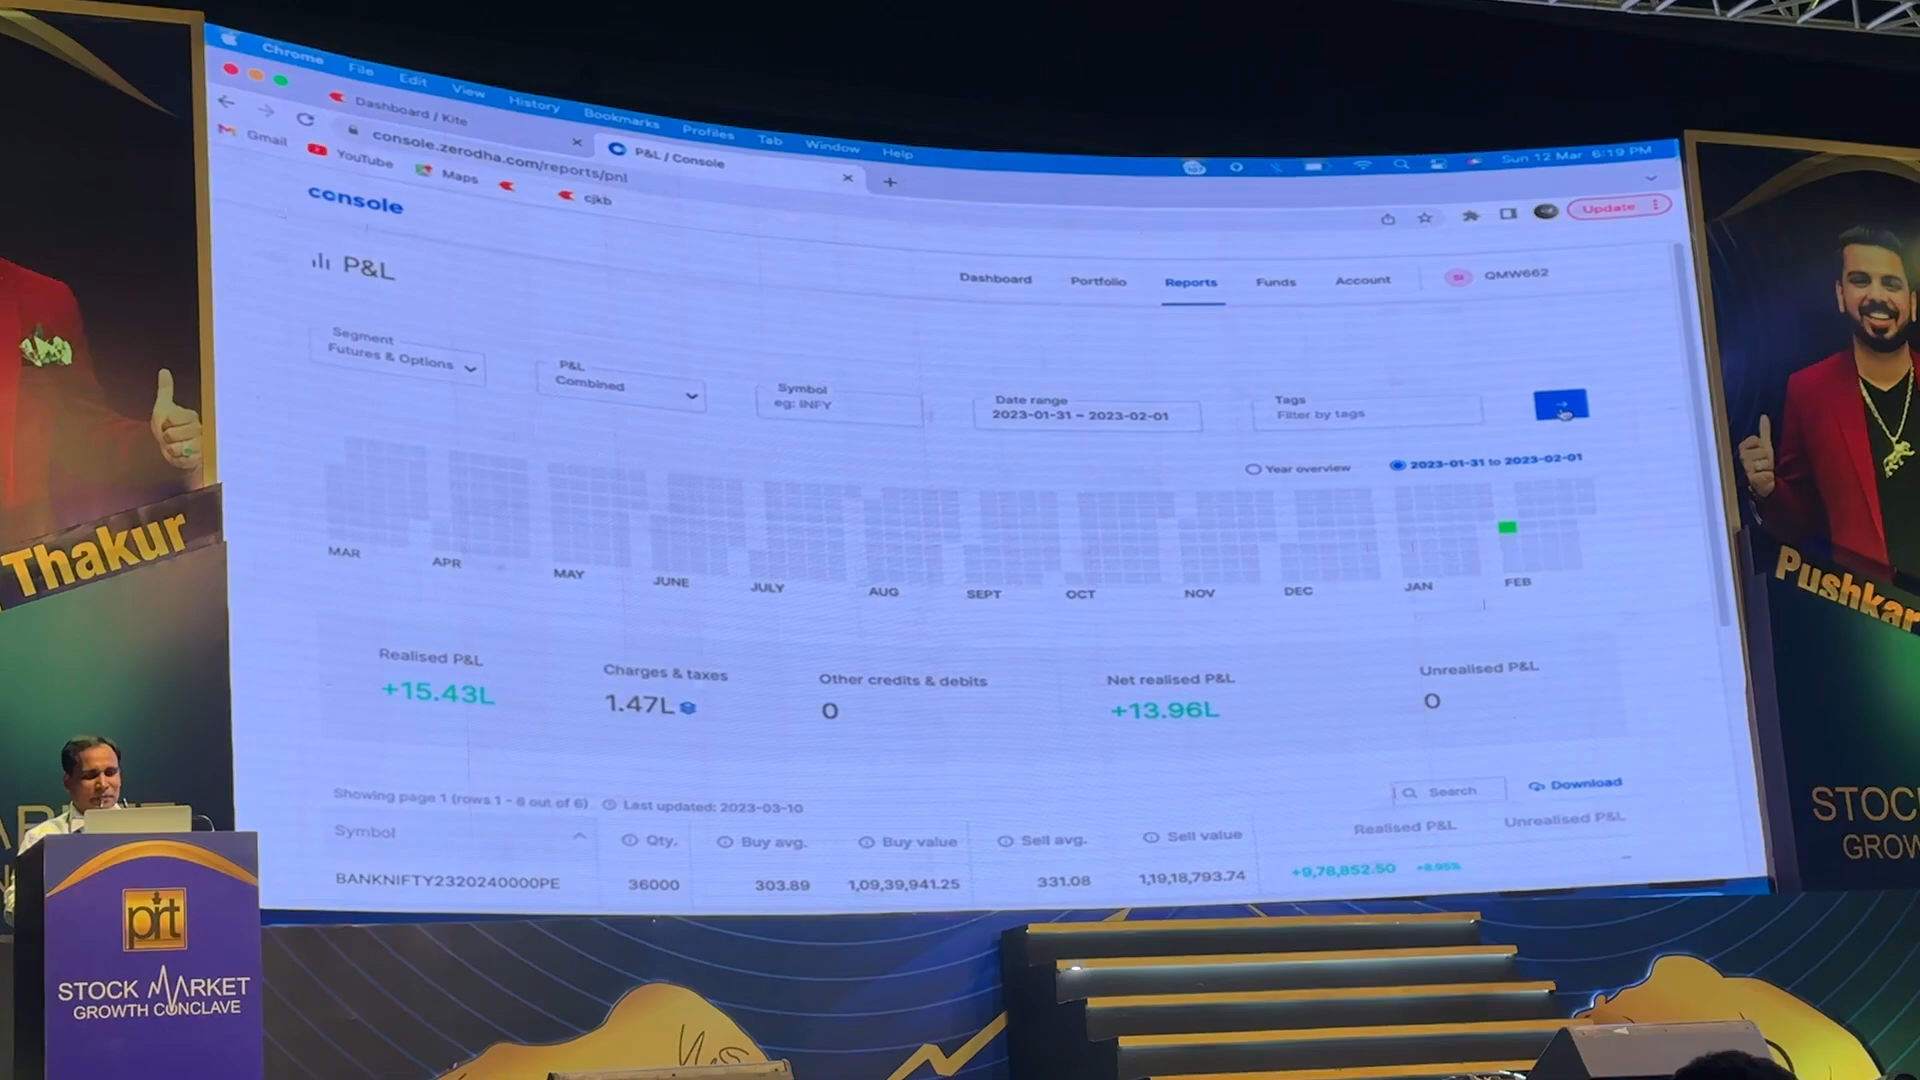 Chrome File Edit View History Bookmarks Profiles Tab Window Help
Sun 12 Mar 6:19 PM
Dashboard / Kite
P&L / Console
console.zerodha.com/reports/pnl
Update
Gmail YouTube Maps cjkb
console
Dashboard Portfolio Reports Funds Account QMW662
P&L
Segment
Futures & Options
P&L
Combined
Symbol
eg: INFY
Date range
2023-01-31 ~ 2023-02-01
Tags
Filter by tags
Year overview 2023-01-31 to 2023-02-01
MAR APR MAY JUNE JULY AUG SEPT OCT NOV DEC JAN FEB
Realised P&L
+15.43L
Charges & taxes
1.47L
Other credits & debits
0
Net realised P&L
+13.96L
Unrealised P&L
0
Showing page 1 (rows 1 - 6 out of 6) Last updated: 2023-03-10
Search Download
Symbol Qty. Buy avg. Buy value Sell avg. Sell value Realised P&L Unrealised P&L
BANKNIFTY2320240000PE 36000 303.89 1,09,39,941.25 331.08 1,19,18,793.74 +9,78,852.50 +8.95%
Thakur
Pushkar
STOC
GROW
prt
STOCK MARKET
GROWTH CONCLAVE